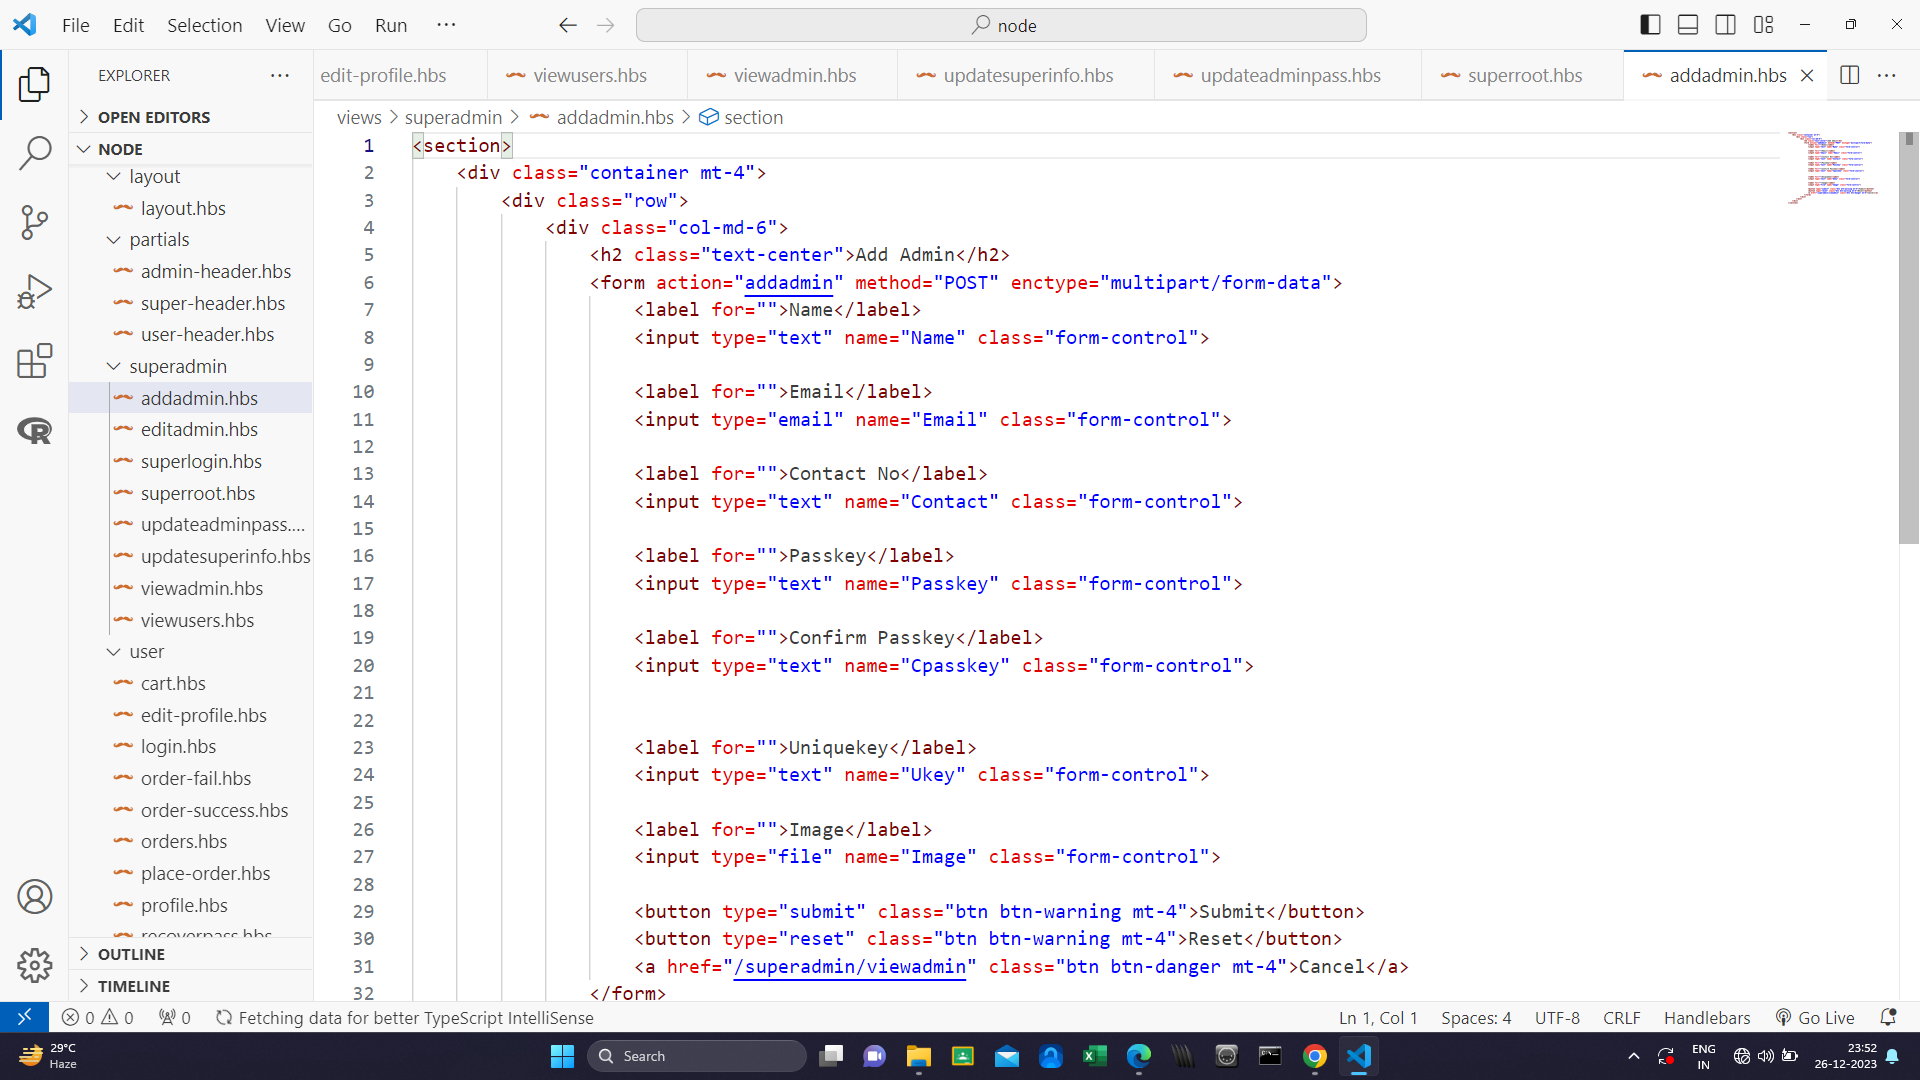 File Edit Selection View Go Run ···
node
EXPLORER
edit-profile.hbs viewusers.hbs viewadmin.hbs updatesuperinfo.hbs updateadminpass.hbs superroot.hbs addadmin.hbs
views > superadmin > addadmin.hbs > section
OPEN EDITORS
NODE
layout
layout.hbs
partials
admin-header.hbs
super-header.hbs
user-header.hbs
superadmin
addadmin.hbs
editadmin.hbs
superlogin.hbs
superroot.hbs
updateadminpass....
updatesuperinfo.hbs
viewadmin.hbs
viewusers.hbs
user
cart.hbs
edit-profile.hbs
login.hbs
order-fail.hbs
order-success.hbs
orders.hbs
place-order.hbs
profile.hbs
recoverpass.hbs
OUTLINE
TIMELINE
1 <section>
2 <div class="container mt-4">
3 <div class="row">
4 <div class="col-md-6">
5 <h2 class="text-center">Add Admin</h2>
6 <form action="addadmin" method="POST" enctype="multipart/form-data">
7 <label for="">Name</label>
8 <input type="text" name="Name" class="form-control">
9
10 <label for="">Email</label>
11 <input type="email" name="Email" class="form-control">
12
13 <label for="">Contact No</label>
14 <input type="text" name="Contact" class="form-control">
15
16 <label for="">Passkey</label>
17 <input type="text" name="Passkey" class="form-control">
18
19 <label for="">Confirm Passkey</label>
20 <input type="text" name="Cpasskey" class="form-control">
21
22
23 <label for="">Uniquekey</label>
24 <input type="text" name="Ukey" class="form-control">
25
26 <label for="">Image</label>
27 <input type="file" name="Image" class="form-control">
28
29 <button type="submit" class="btn btn-warning mt-4">Submit</button>
30 <button type="reset" class="btn btn-warning mt-4">Reset</button>
31 <a href="/superadmin/viewadmin" class="btn btn-danger mt-4">Cancel</a>
32 </form>
0 0 0 Fetching data for better TypeScript IntelliSense Ln 1, Col 1 Spaces: 4 UTF-8 CRLF Handlebars Go Live
29°C
Haze
Search
ENG
IN
23:52
26-12-2023